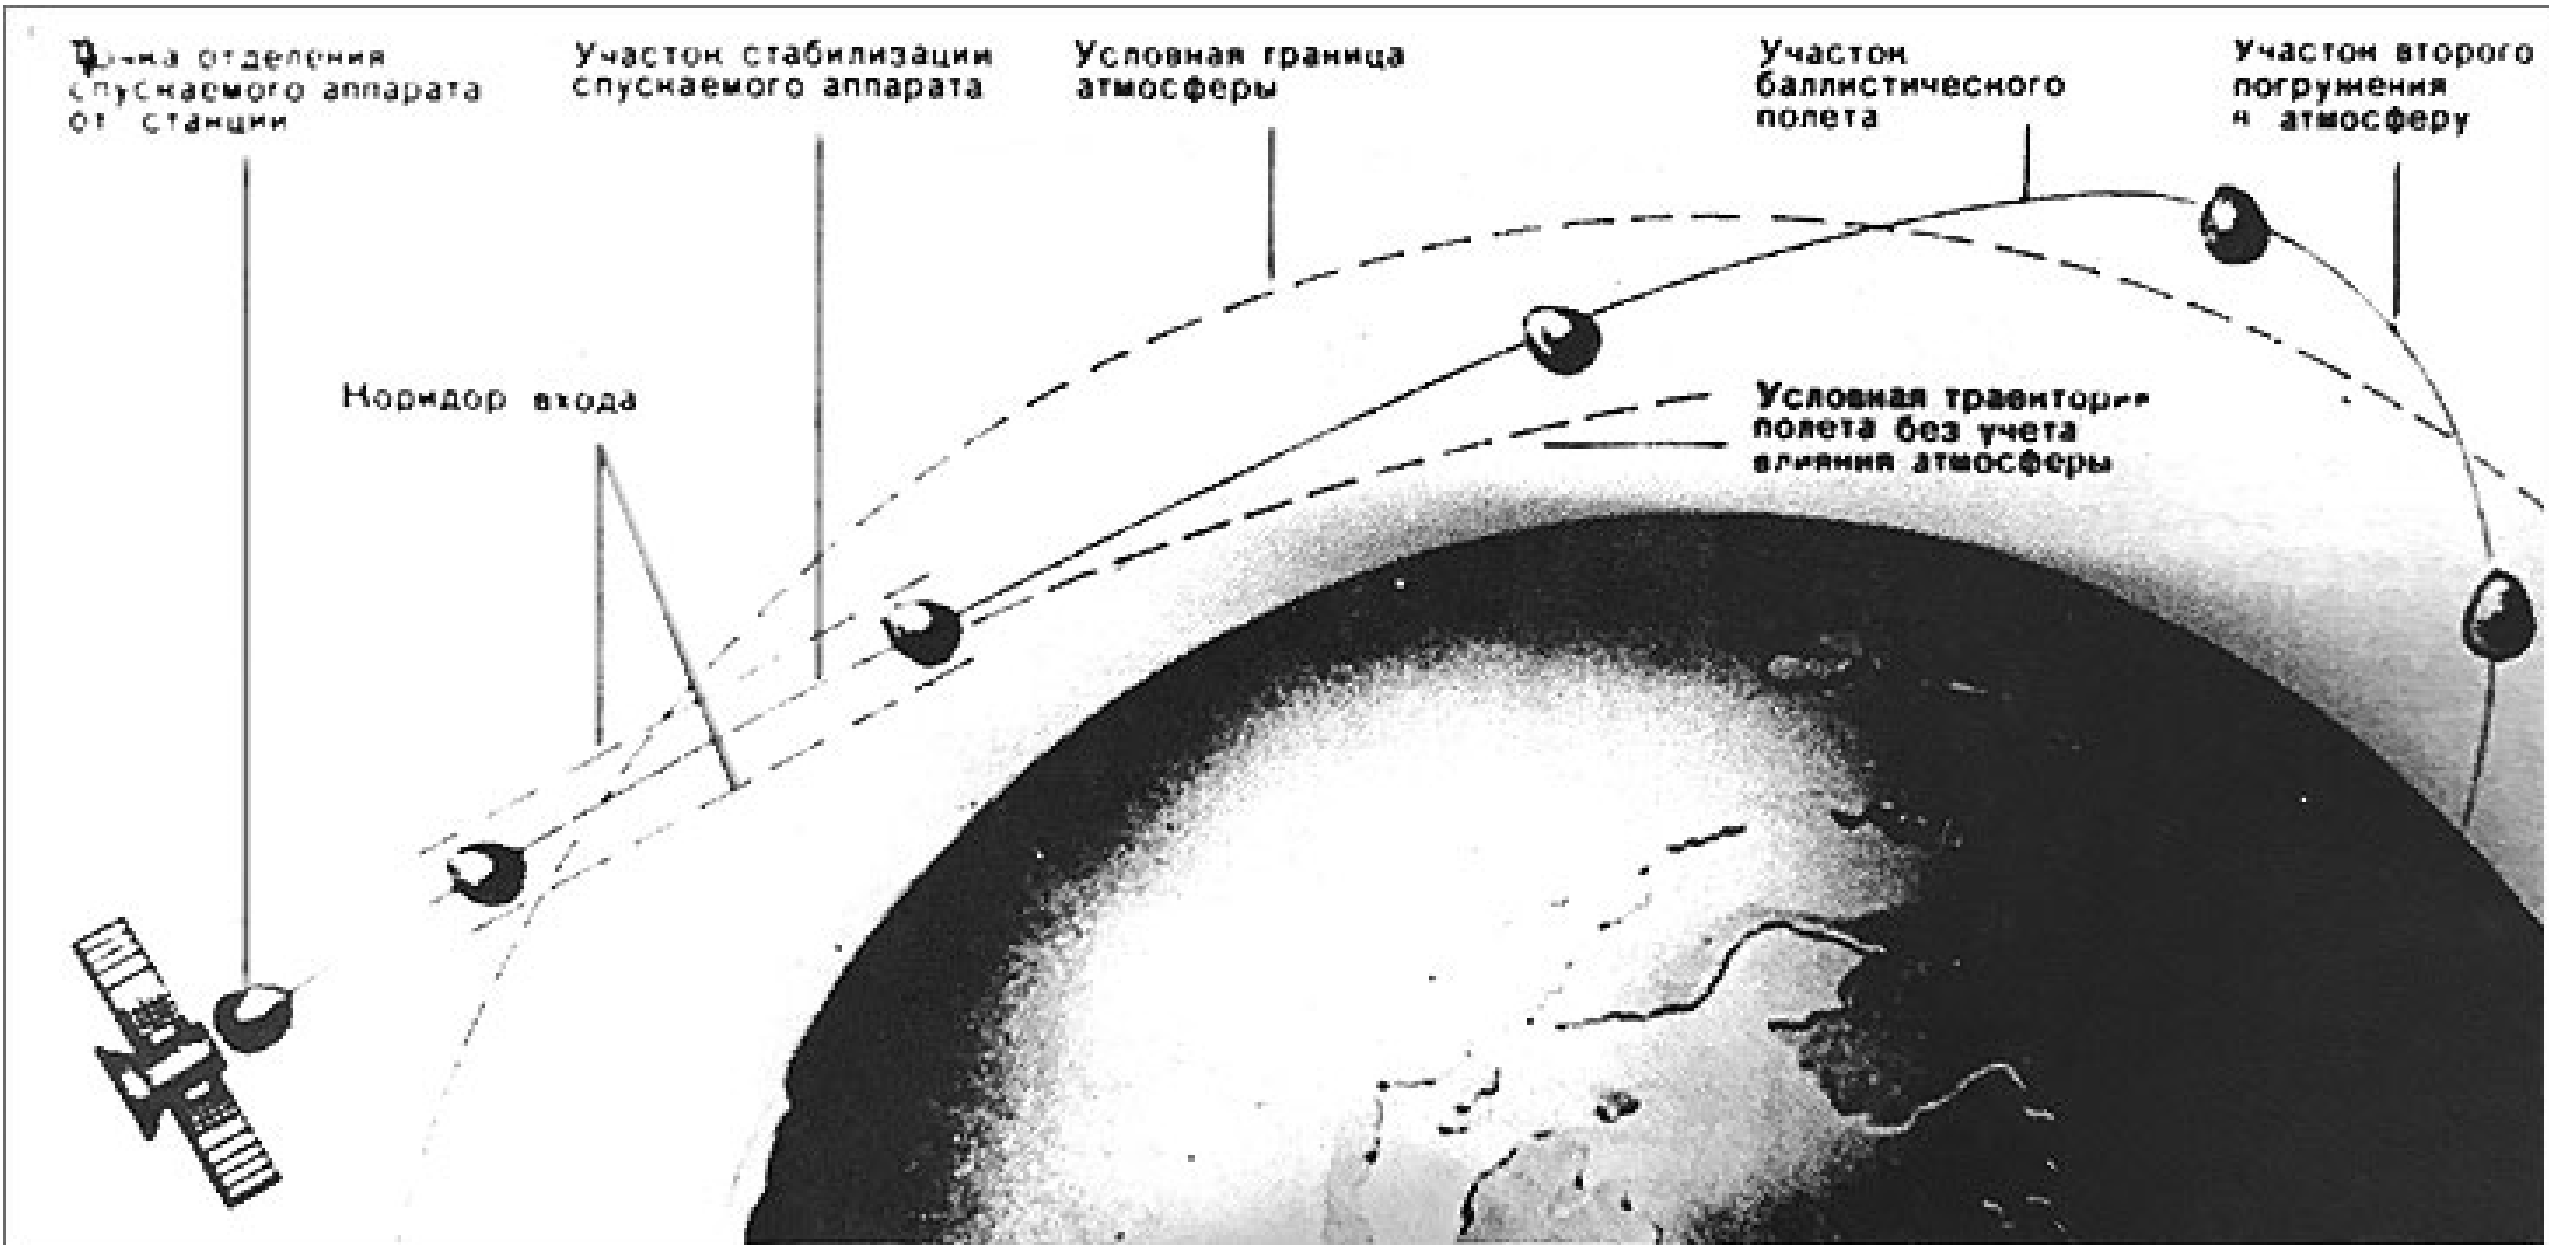 Точка отделения
спускаемого аппарата
от станции
Участок стабилизации
спускаемого аппарата
Условная граница
атмосферы
Участок
баллистического
полета
Участок второго
погружения
в атмосферу
Коридор входа
Условная траектория
полета без учета
влияния атмосферы